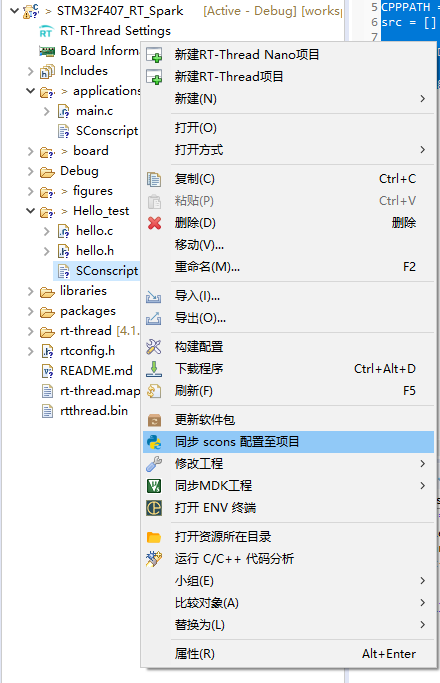 STM32F407_RT_Spark [Active - Debug] [works
RT-Thread Settings
Board Inform
Includes
> applications
main.c
SConscript
> board
Debug
> figures
> Hello_test
hello.c
hello.h
SConscript
libraries
packages
rt-thread [4.1.
rtconfig.h
README.md
rt-thread.map
rtthread.bin
5 CPPPATH =
6 src = []
7
新建RT-Thread Nano项目
新建RT-Thread项目
新建(N)
打开(O)
打开方式
复制(C) Ctrl+C
粘贴(P) Ctrl+V
删除(D) 删除
移动(V)...
重命名(M)... F2
导入(I)...
导出(O)...
构建配置
下载程序 Ctrl+Alt+D
刷新(F) F5
更新软件包
同步 scons 配置至项目
修改工程
同步MDK工程
打开 ENV 终端
打开资源所在目录
运行 C/C++ 代码分析
小组(E)
比较对象(A)
替换为(L)
属性(R) Alt+Enter